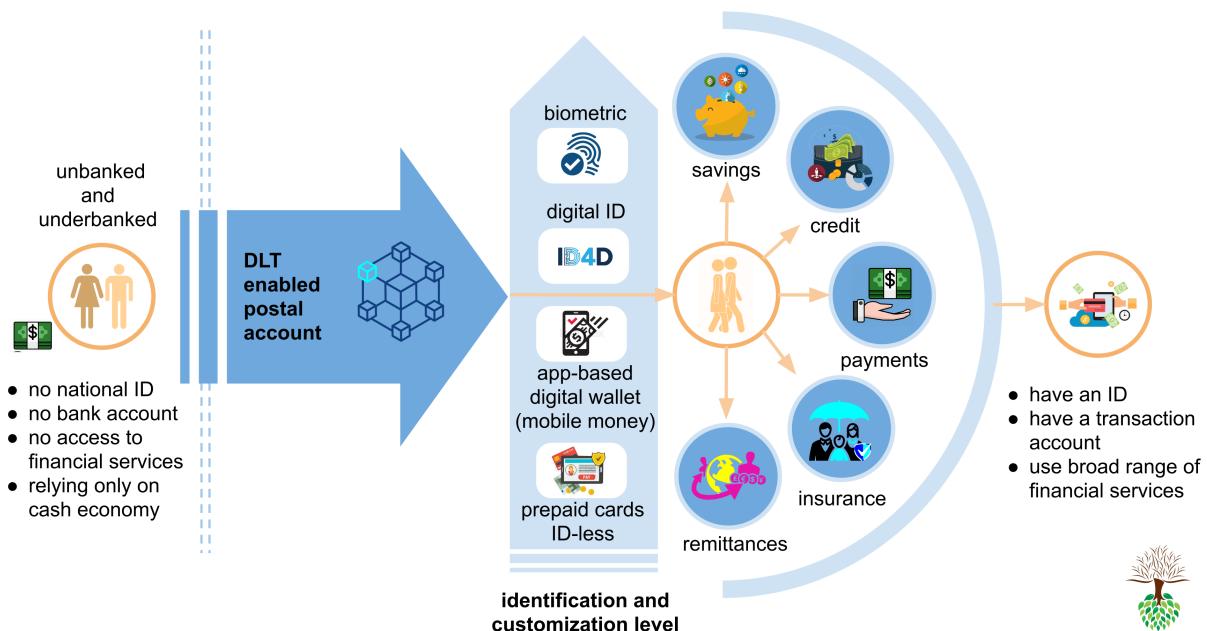 unbanked
and
underbanked
● no national ID
● no bank account
● no access to
financial services
● relying only on
cash economy
DLT
enabled
postal
account
biometric
digital ID
ID4D
app-based
digital wallet
(mobile money)
prepaid cards
ID-less
identification and
customization level
savings
credit
payments
insurance
remittances
● have an ID
● have a transaction
account
● use broad range of
financial services